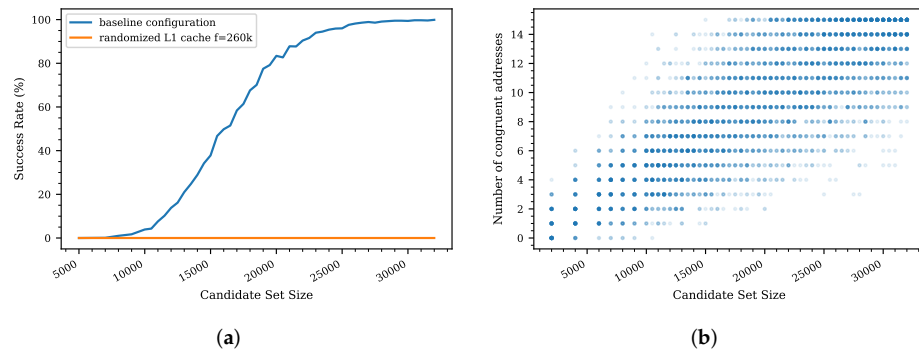 baseline configuration
randomized L1 cache f=260k
Success Rate (%)
100
80
60
40
20
0
5000 10000 15000 20000 25000 30000
Candidate Set Size
(a)
Number of congruent addresses
14
12
10
8
6
4
2
0
5000 10000 15000 20000 25000 30000
Candidate Set Size
(b)